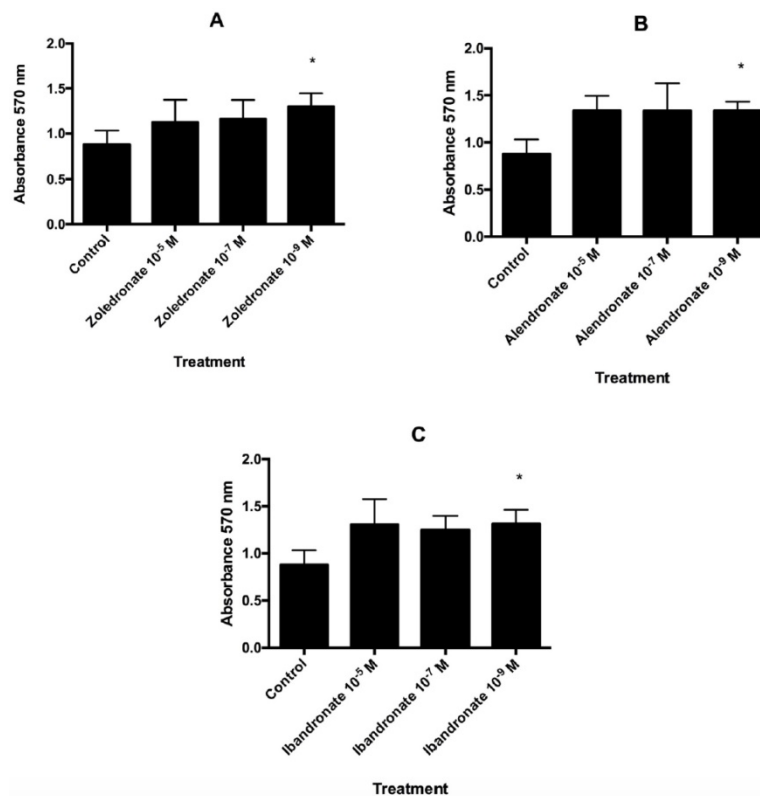 A
Absorbance 570 nm
2.0
1.5
1.0
0.5
0.0
*
Control
Zoledronate 10⁻⁵ M
Zoledronate 10⁻⁷ M
Zoledronate 10⁻⁹ M
Treatment
B
Absorbance 570 nm
2.0
1.5
1.0
0.5
0.0
*
Control
Alendronate 10⁻⁵ M
Alendronate 10⁻⁷ M
Alendronate 10⁻⁹ M
Treatment
C
Absorbance 570 nm
2.0
1.5
1.0
0.5
0.0
*
Control
Ibandronate 10⁻⁵ M
Ibandronate 10⁻⁷ M
Ibandronate 10⁻⁹ M
Treatment